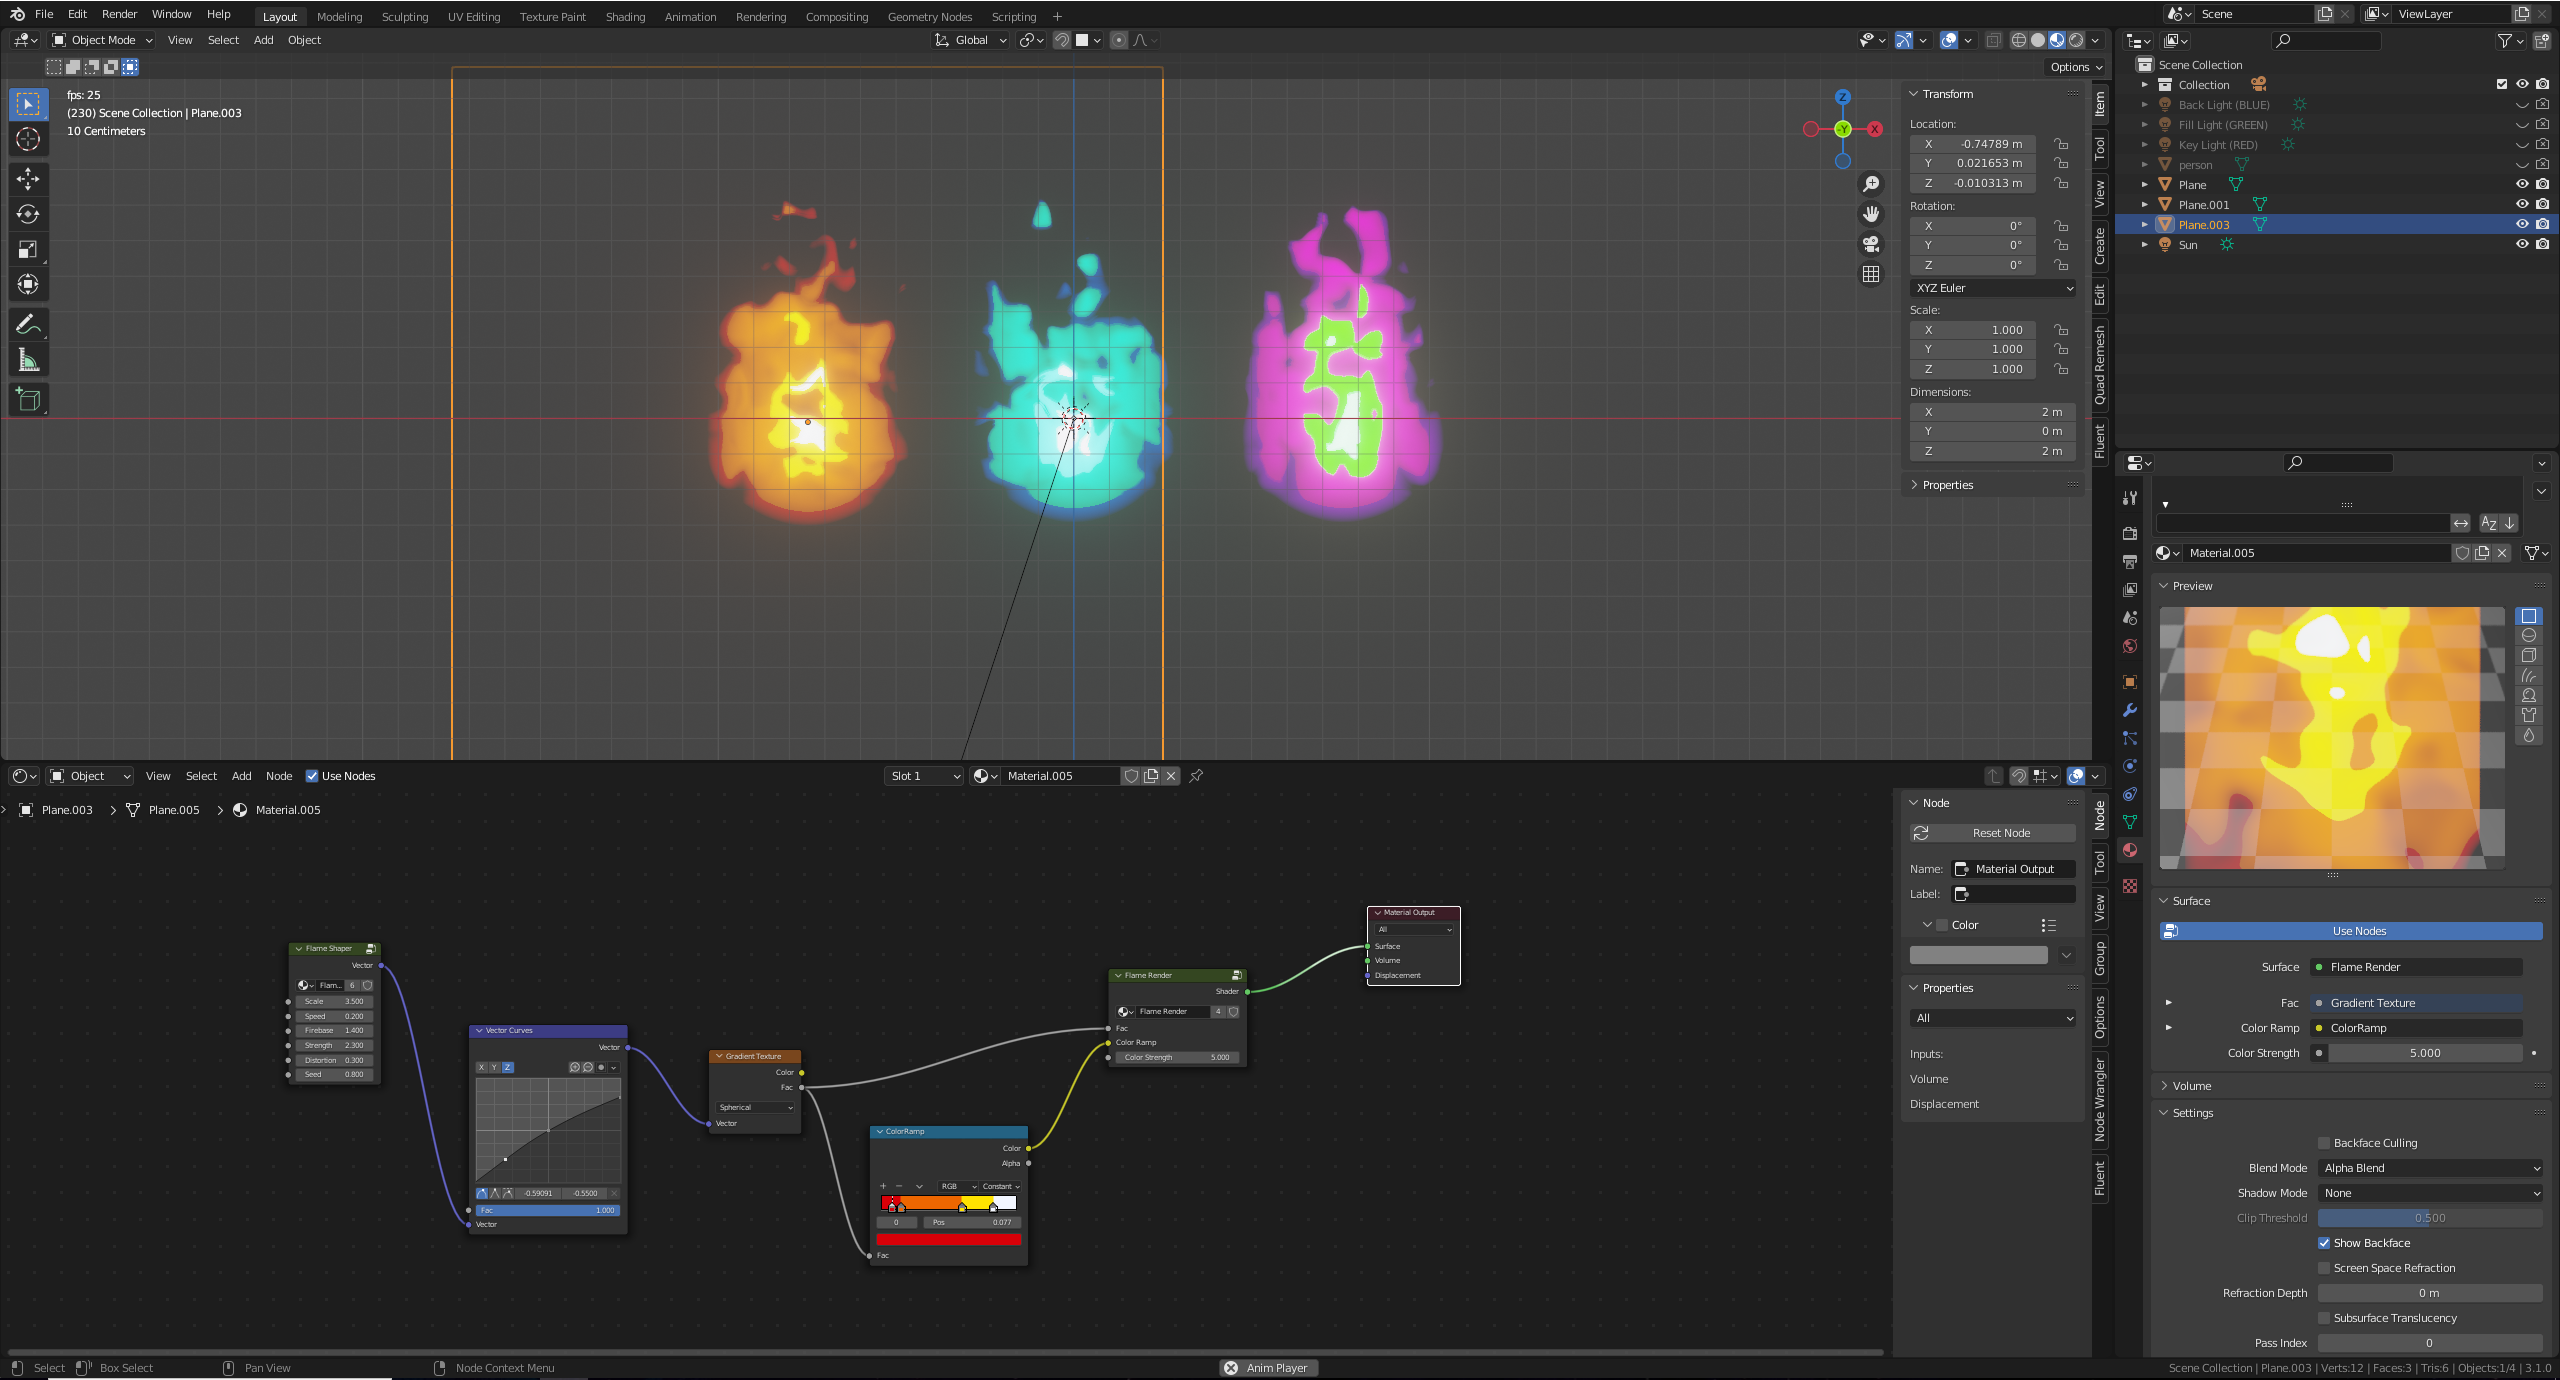 File Edit Render Window Help Layout Modeling Sculpting UV Editing Texture Paint Shading Animation Rendering Compositing Geometry Nodes Scripting + Scene ViewLayer
Object Mode View Select Add Object Global
Options
fps: 25
(230) Scene Collection | Plane.003
10 Centimeters
Z
-Y
X
Transform
Location:
X -0.74789 m
Y 0.021653 m
Z -0.010313 m
Rotation:
X 0°
Y 0°
Z 0°
XYZ Euler
Scale:
X 1.000
Y 1.000
Z 1.000
Dimensions:
X 2 m
Y 0 m
Z 2 m
Properties
Item
Tool
View
Create
Edit
Quad Remesh
Fluent
Scene Collection
Collection
Back Light (BLUE)
Fill Light (GREEN)
Key Light (RED)
person
Plane
Plane.001
Plane.003
Sun
Material.005
Preview
Surface
Use Nodes
Surface Flame Render
Fac Gradient Texture
Color Ramp ColorRamp
Color Strength 5.000
Volume
Settings
Backface Culling
Blend Mode Alpha Blend
Shadow Mode None
Clip Threshold 0.500
Show Backface
Screen Space Refraction
Refraction Depth 0 m
Subsurface Translucency
Pass Index 0
Object View Select Add Node Use Nodes Slot 1 Material.005
Plane.003 > Plane.005 > Material.005
Flame Shaper
Vector
Flam... 6
Scale 3.500
Speed 0.200
Firebase 1.400
Strength 2.300
Distortion 0.300
Seed 0.800
Vector Curves
Vector
X Y Z
-0.59091 -0.5500
Fac 1.000
Vector
Gradient Texture
Color
Fac
Spherical
Vector
ColorRamp
Color
Alpha
+ − RGB Constant
0 Pos 0.077
Fac
Flame Render
Shader
Flame Render 4
Fac
Color Ramp
Color Strength 5.000
Material Output
All
Surface
Volume
Displacement
Node
Reset Node
Name: Material Output
Label:
Color
Properties
All
Inputs:
Volume
Displacement
Node
Tool
View
Group
Options
Node Wrangler
Fluent
Select Box Select Pan View Node Context Menu Anim Player Scene Collection | Plane.003 | Verts:12 | Faces:3 | Tris:6 | Objects:1/4 | 3.1.0